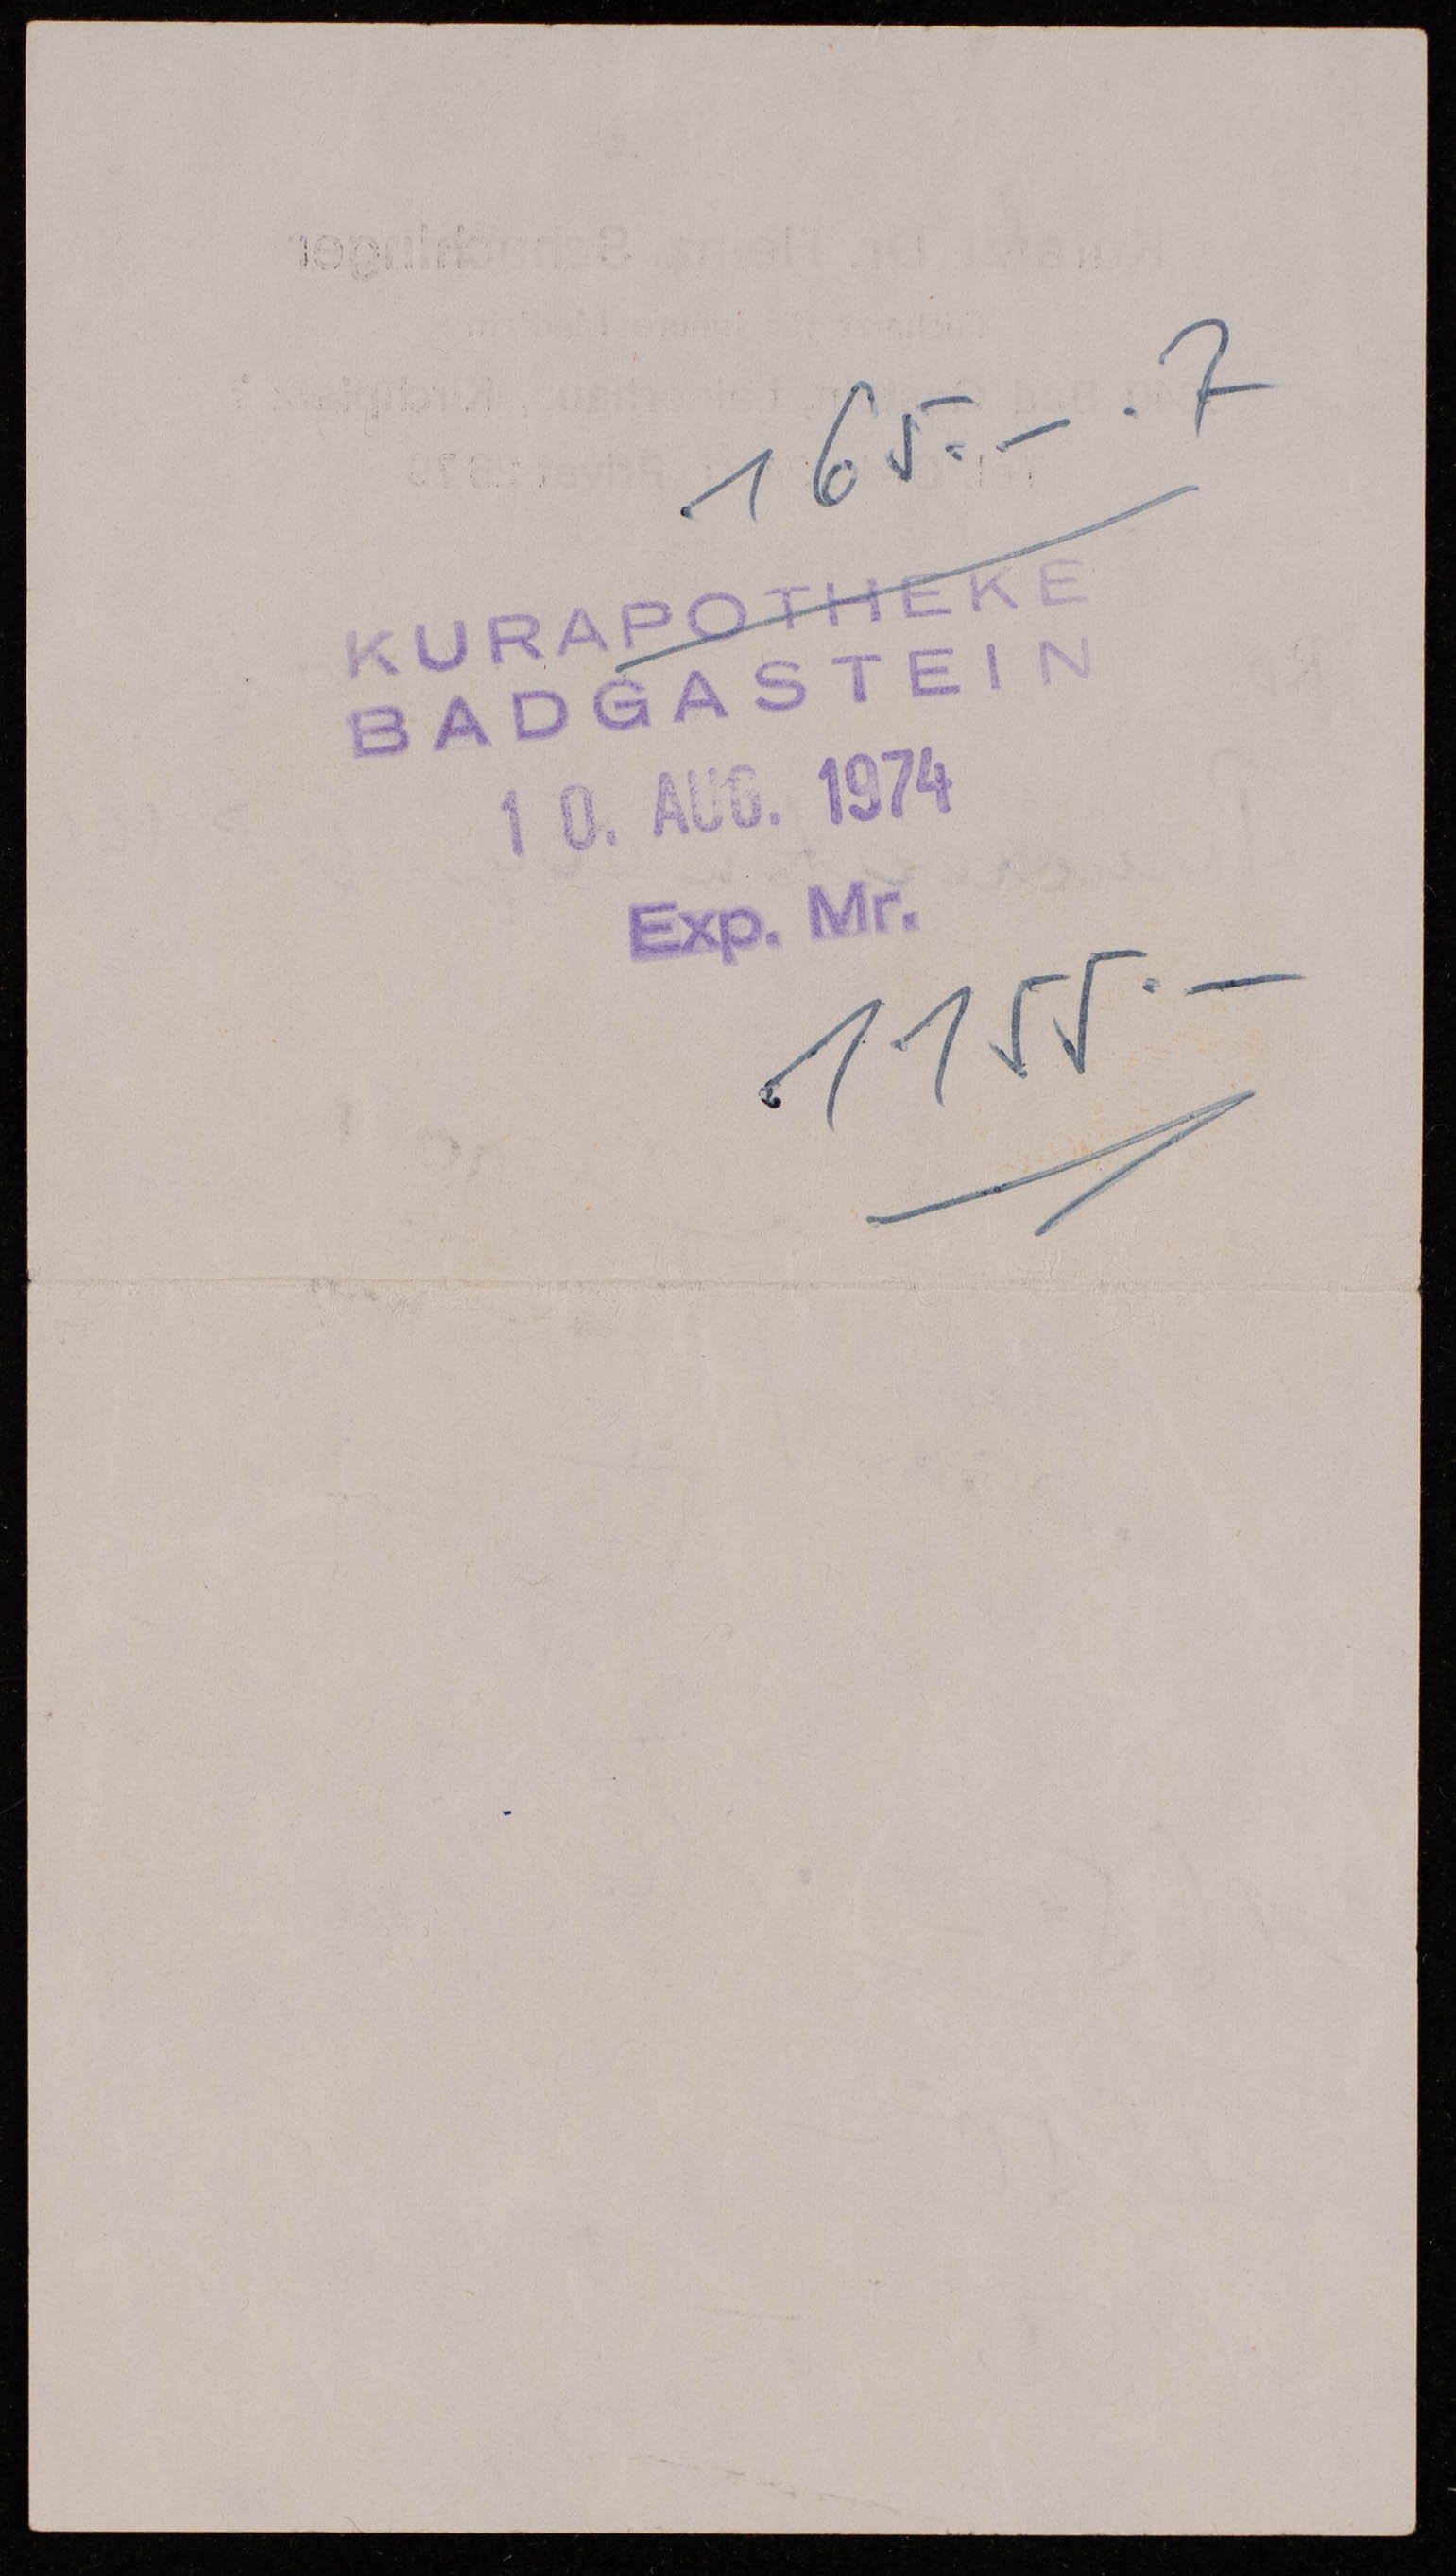 165.- . 7
KURAPOTHEKE
BADGASTEIN
10. AUG. 1974
Exp. Mr.
1155.-